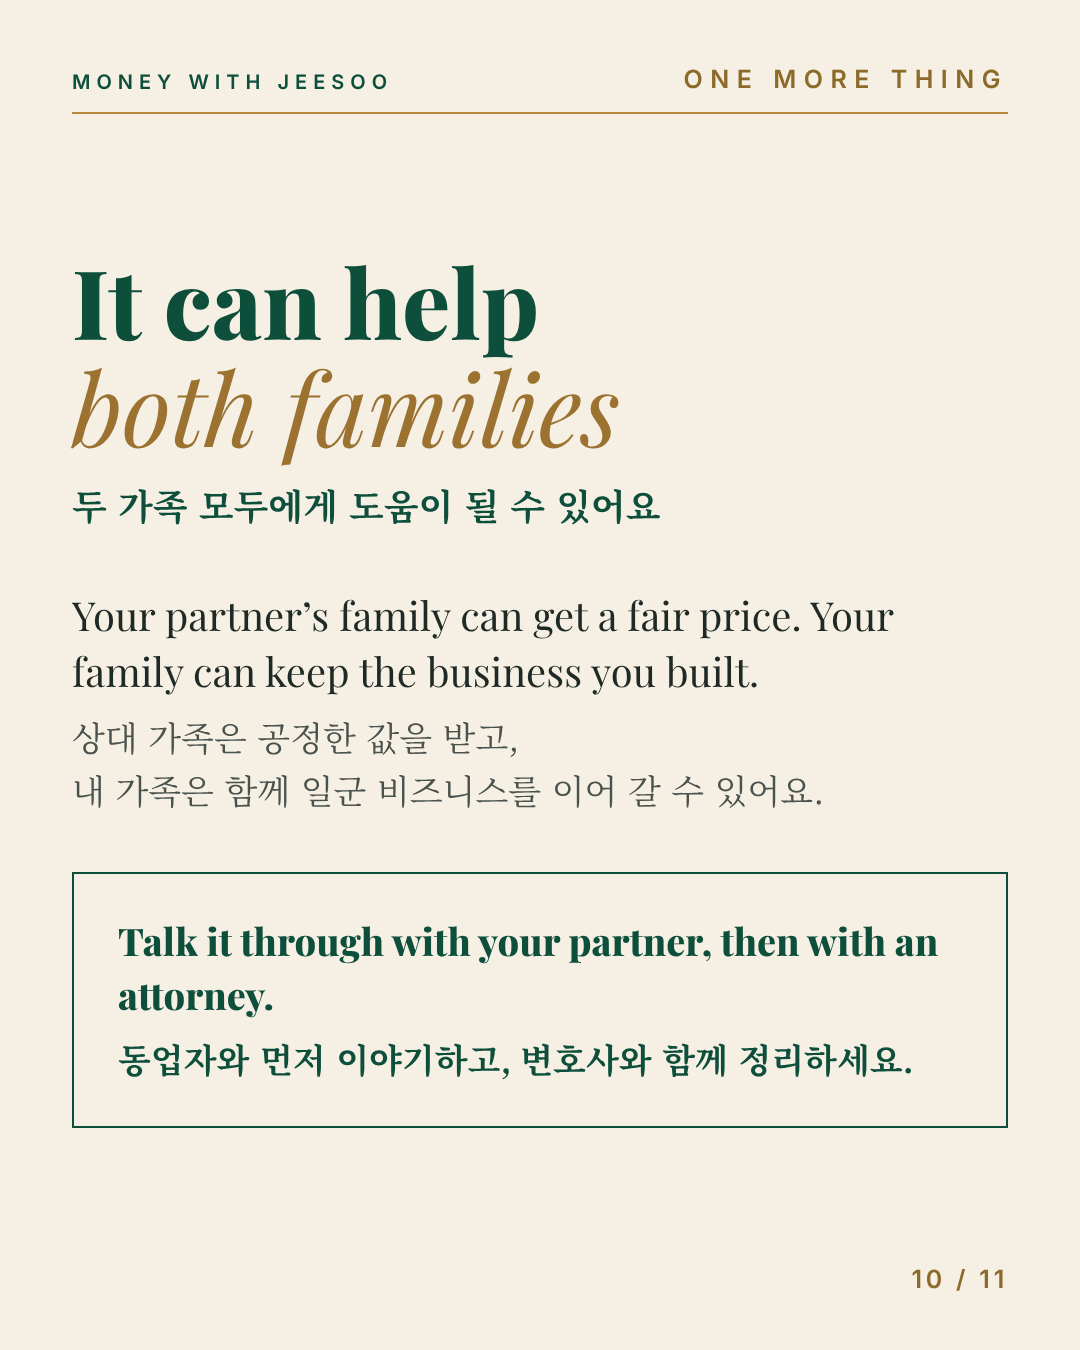 MONEY WITH JEESOO
ONE MORE THING
It can help
both families
두 가족 모두에게 도움이 될 수 있어요
Your partner’s family can get a fair price. Your
family can keep the business you built.
상대 가족은 공정한 값을 받고,
내 가족은 함께 일군 비즈니스를 이어 갈 수 있어요.
Talk it through with your partner, then with an
attorney.
동업자와 먼저 이야기하고, 변호사와 함께 정리하세요.
10 / 11